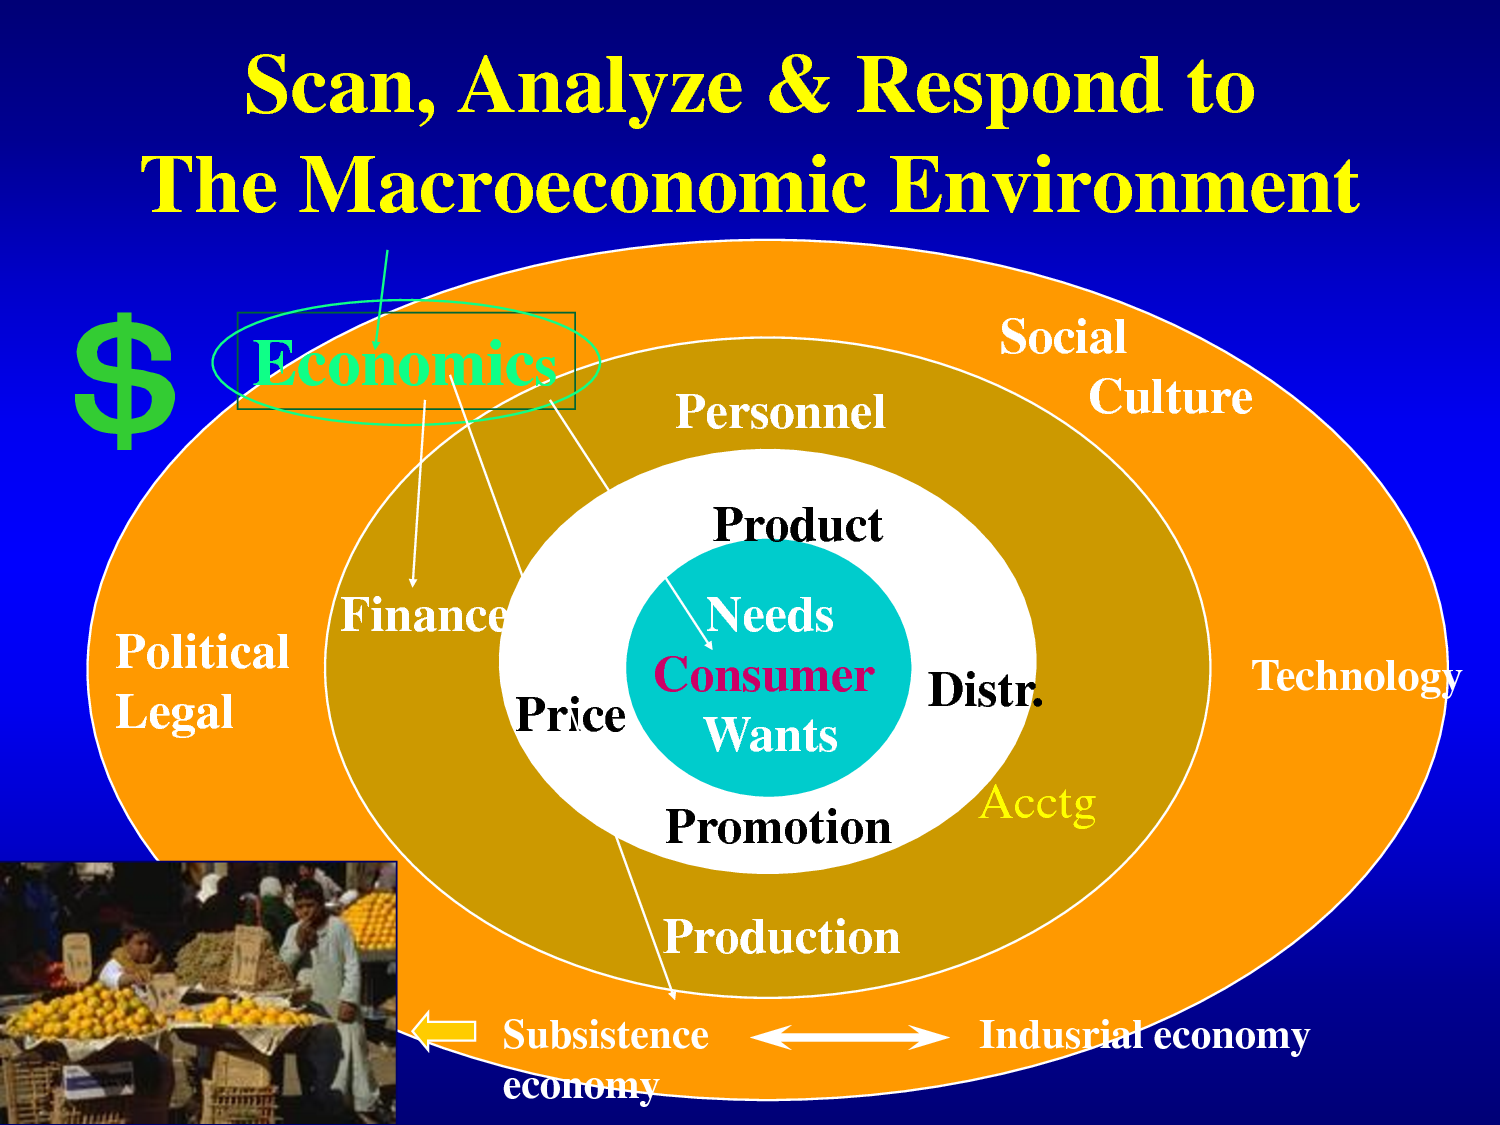 Scan, Analyze & Respond to
The Macroeconomic Environment
$
Economics
Social
Culture
Personnel
Product
Finance
Needs
Political
Legal
Consumer
Technology
Price
Distr.
Wants
Acctg
Promotion
Production
Subsistence
economy
Indusrial economy